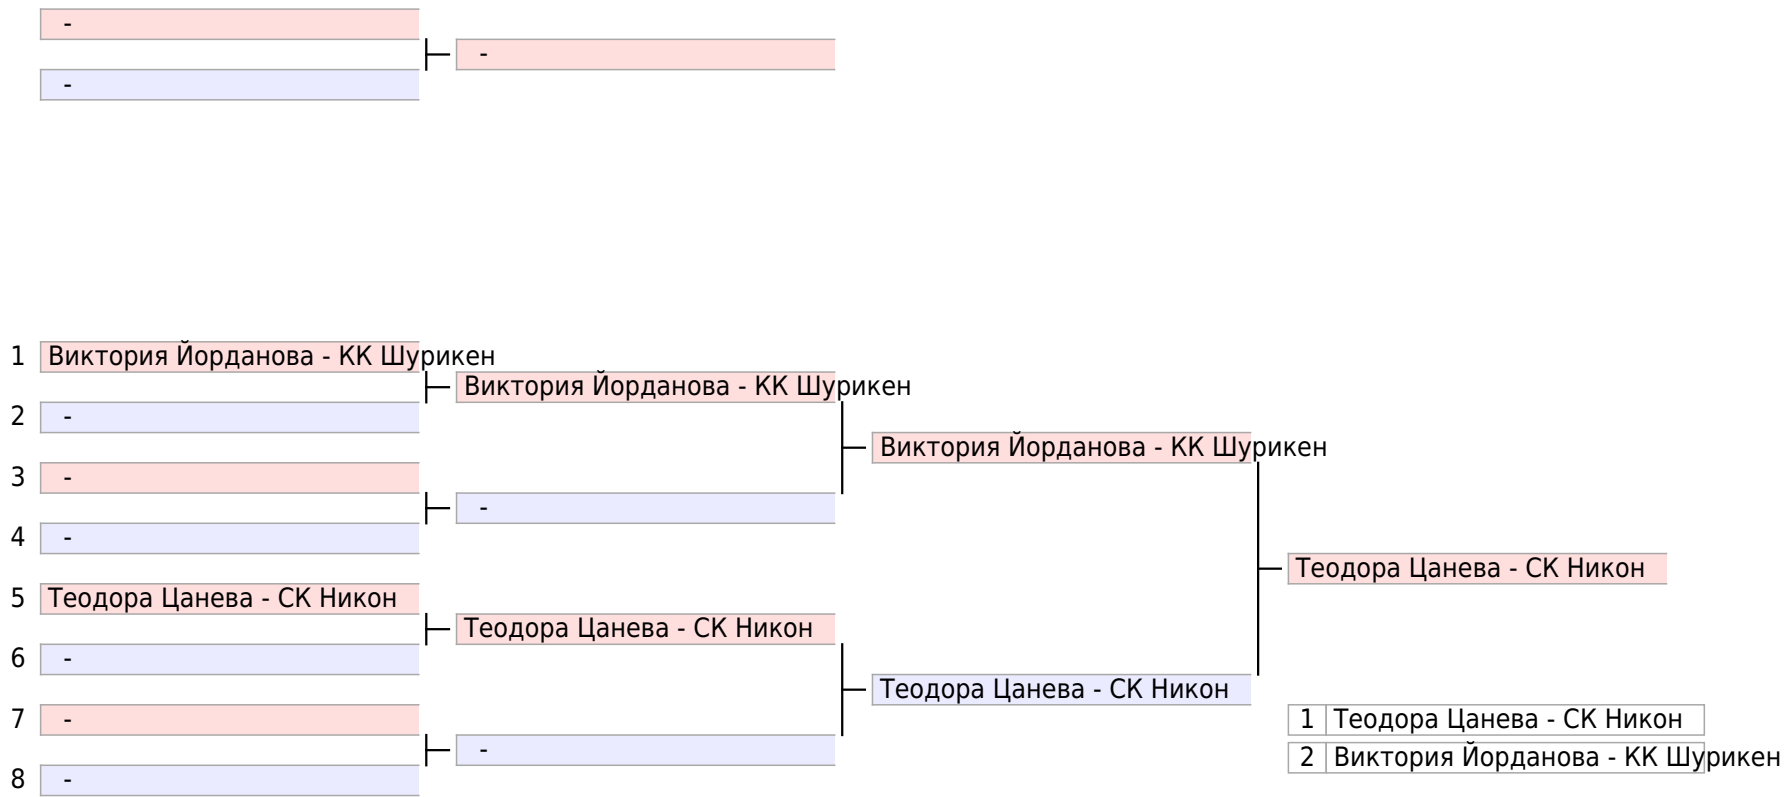 -
-
-
1 Виктория Йорданова - КК Шурикен
Виктория Йорданова - КК Шурикен
2 -
Виктория Йорданова - КК Шурикен
3 -
-
4 -
Теодора Цанева - СК Никон
5 Теодора Цанева - СК Никон
Теодора Цанева - СК Никон
6 -
Теодора Цанева - СК Никон
7 -
1 Теодора Цанева - СК Никон
-
2 Виктория Йорданова - КК Шурикен
8 -